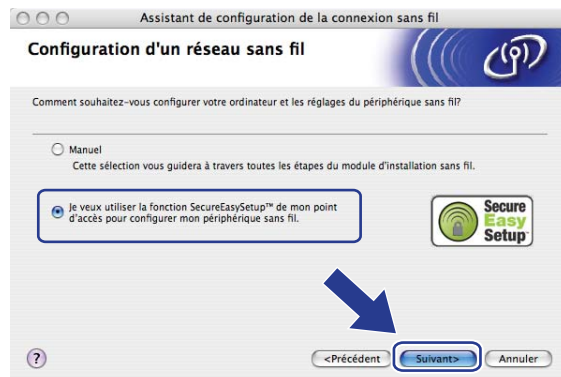 Assistant de configuration de la connexion sans fil
Configuration d'un réseau sans fil
Comment souhaitez-vous configurer votre ordinateur et les réglages du périphérique sans fil?
Manuel
Cette sélection vous guidera à travers toutes les étapes du module d'installation sans fil.
Je veux utiliser la fonction SecureEasySetup™ de mon point
d'accès pour configurer mon périphérique sans fil.
Secure
Easy
Setup
?
<Précédent
Suivant>
Annuler